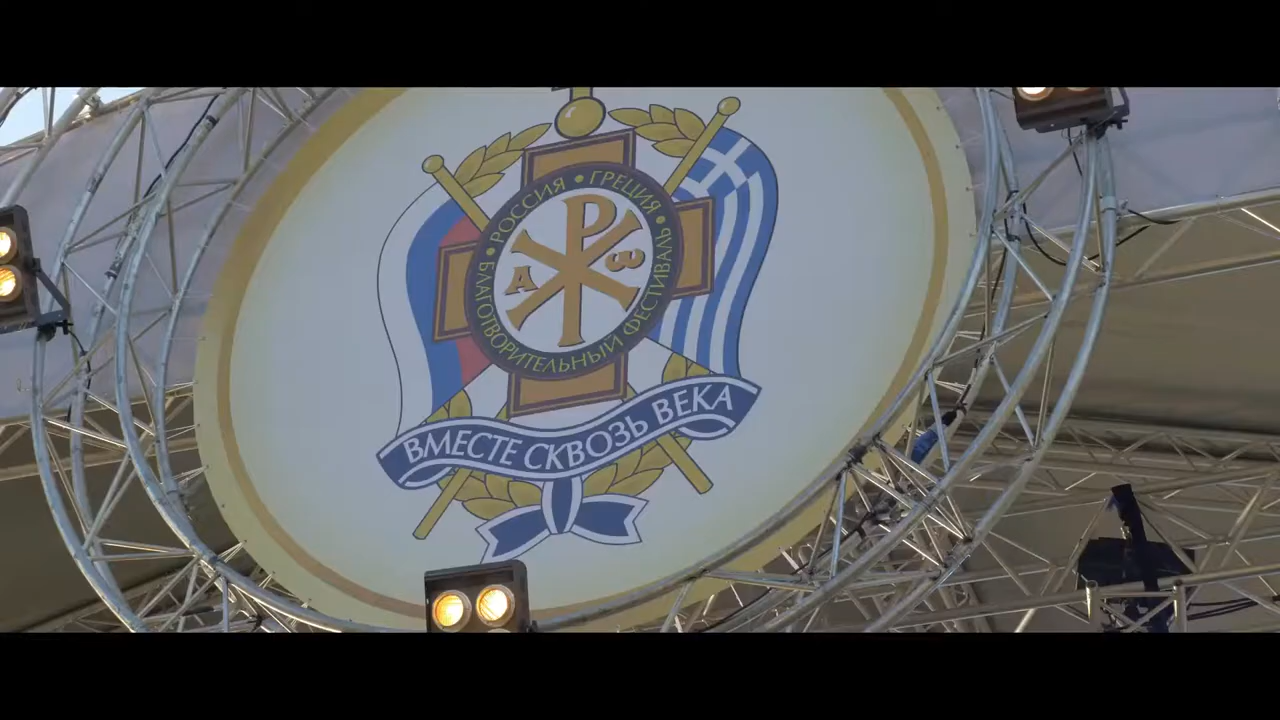 РОССИЯ • ГРЕЦИЯ •
• БЛАГОТВОРИТЕЛЬНЫЙ ФЕСТИВАЛЬ
Α Ρ Χ ω
ВМЕСТЕ СКВОЗЬ ВЕКА